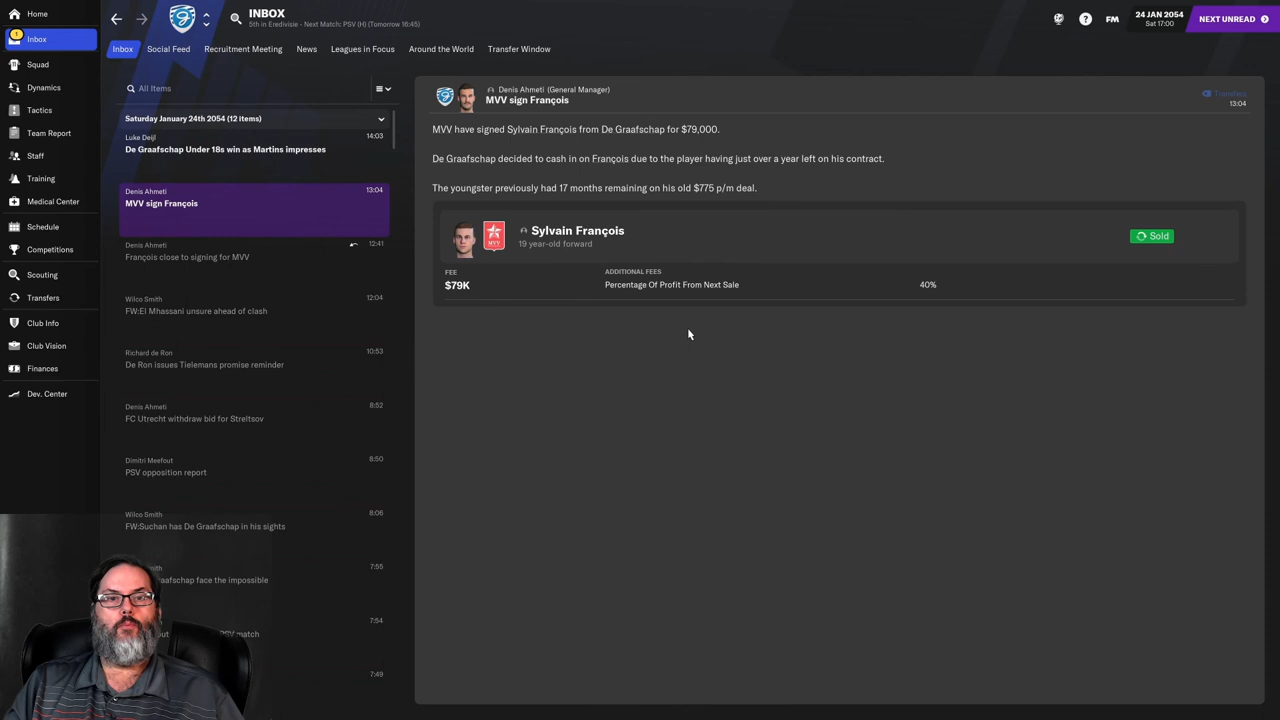 Home
INBOX
5th in Eredivisie - Next Match: PSV (H) (Tomorrow 16:45)
FM
24 JAN 2054
Sat 17:00
NEXT UNREAD
Inbox
Squad
Dynamics
Tactics
Team Report
Staff
Training
Medical Center
Schedule
Competitions
Scouting
Transfers
Club Info
Club Vision
Finances
Dev. Center
Inbox
Social Feed
Recruitment Meeting
News
Leagues in Focus
Around the World
Transfer Window
All Items
Saturday January 24th 2054 (12 items)
Luke Deijl
14:03
De Graafschap Under 18s win as Martins impresses
Denis Ahmeti
13:04
MVV sign François
Denis Ahmeti
12:41
François close to signing for MVV
Wilco Smith
12:04
FW:El Mhassani unsure ahead of clash
Richard de Ron
10:53
De Ron issues Tielemans promise reminder
Denis Ahmeti
8:52
FC Utrecht withdraw bid for Streltsov
Dimitri Meefout
8:50
PSV opposition report
Wilco Smith
8:06
FW:Suchan has De Graafschap in his sights
7:55
face the impossible
7:54
PSV match
7:49
Denis Ahmeti (General Manager)
MVV sign François
Transfers
13:04
MVV have signed Sylvain François from De Graafschap for $79,000.
De Graafschap decided to cash in on François due to the player having just over a year left on his contract.
The youngster previously had 17 months remaining on his old $775 p/m deal.
MVV
Sylvain François
19 year-old forward
Sold
FEE
ADDITIONAL FEES
$79K
Percentage Of Profit From Next Sale
40%